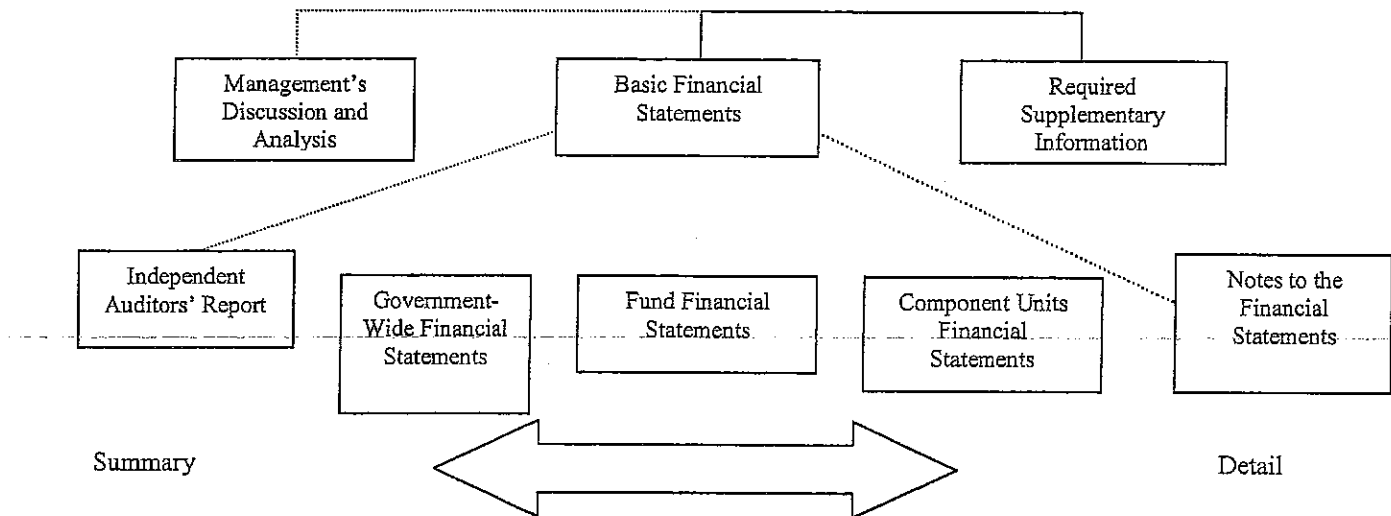 Management's
Discussion and
Analysis
Basic Financial
Statements
Required
Supplementary
Information
Independent
Auditors' Report
Government-
Wide Financial
Statements
Fund Financial
Statements
Component Units
Financial
Statements
Notes to the
Financial
Statements
Summary
Detail